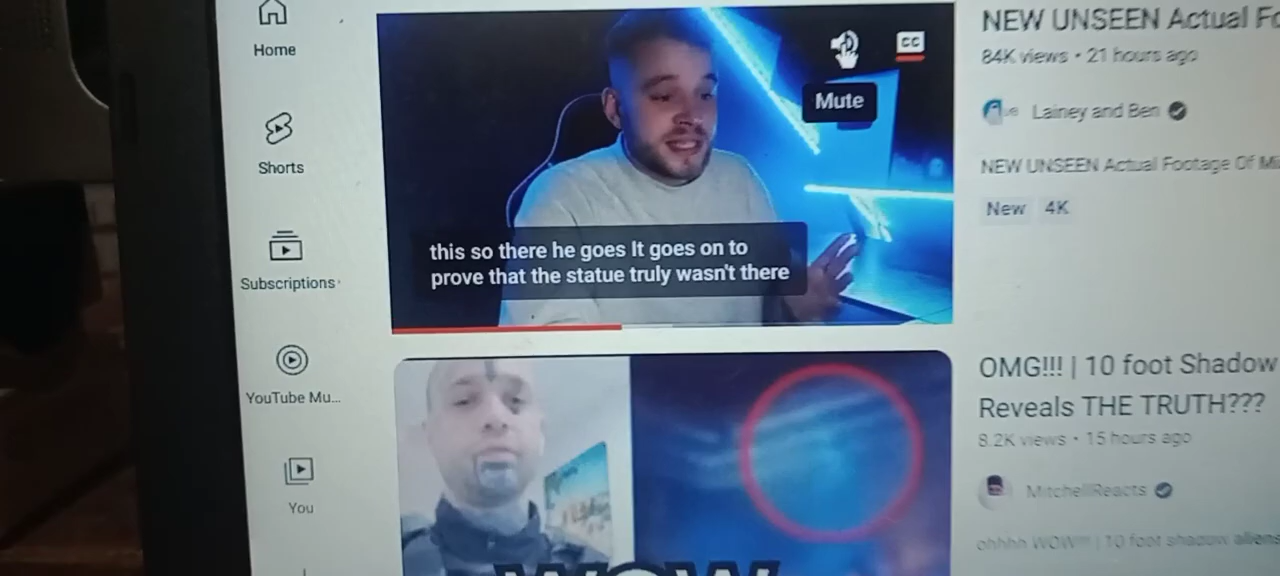 Home
Shorts
Subscriptions
YouTube Mu...
You
CC
Mute
this so there he goes It goes on to
prove that the statue truly wasn't there
NEW UNSEEN Actual
84K views • 21 hours ago
Lainey and Ben
NEW UNSEEN Actual Footage Of
New 4K
WOW
OMG!!! | 10 foot Shadow
Reveals THE TRUTH???
8.2K views • 15 hours ago
MitchellReacts
ohhhh WOW!!! | 10 foot shadow aliens